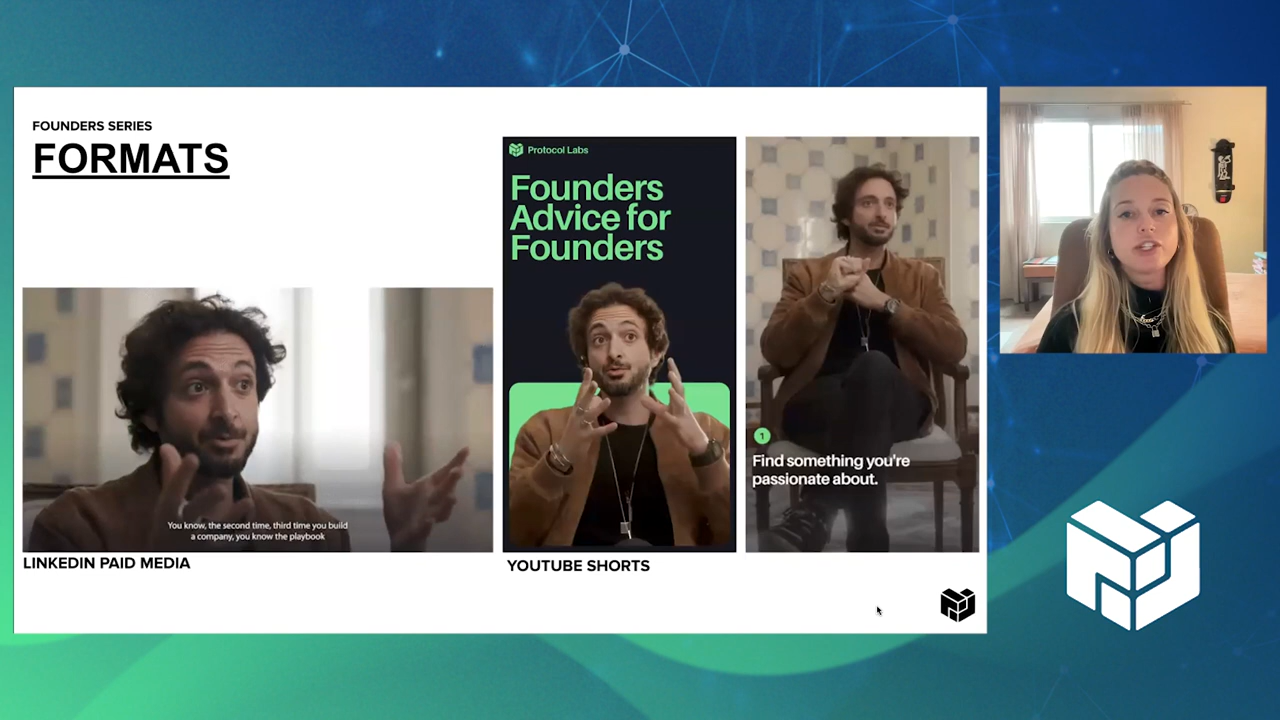 FOUNDERS SERIES
FORMATS
Protocol Labs
Founders
Advice for
Founders
You know, the second time, third time you build
a company, you know the playbook
1
Find something you're
passionate about.
LINKEDIN PAID MEDIA
YOUTUBE SHORTS